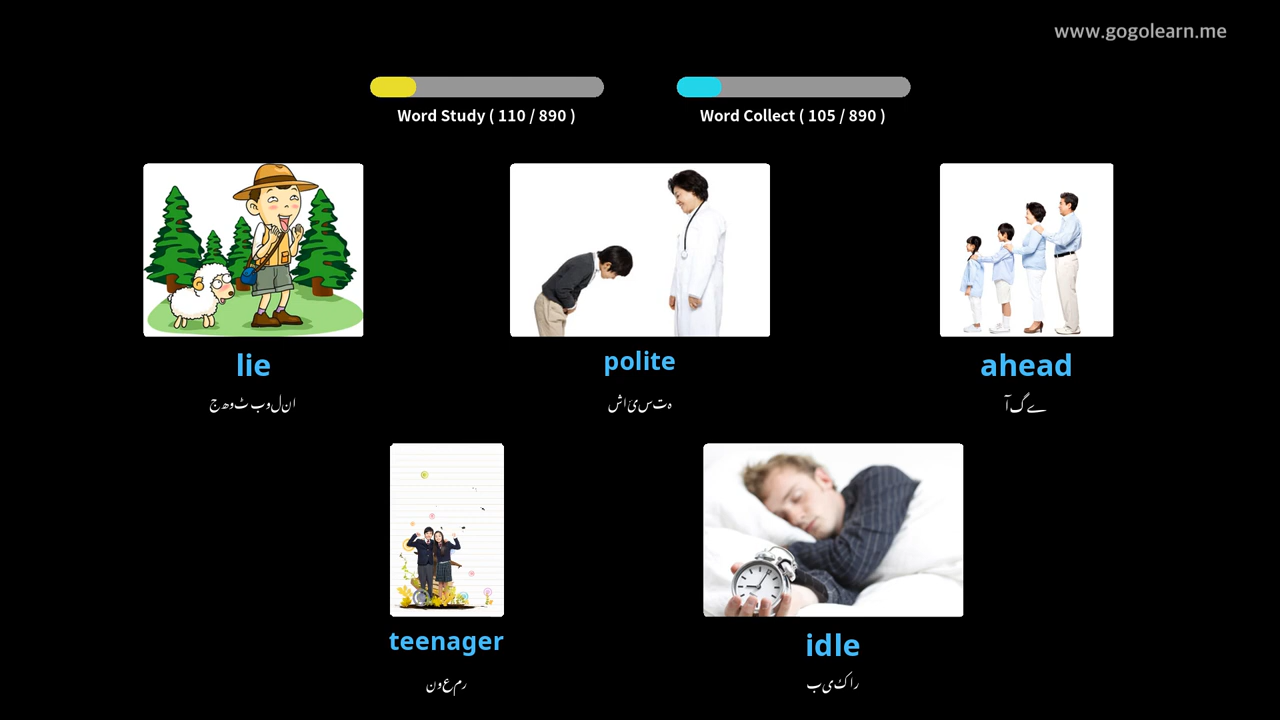 www.gogolearn.me
Word Study ( 110 / 890 )
Word Collect ( 105 / 890 )
lie
polite
ahead
جھوٹ بولنا
شائستہ
آگے
teenager
idle
نوعمر
بیکار